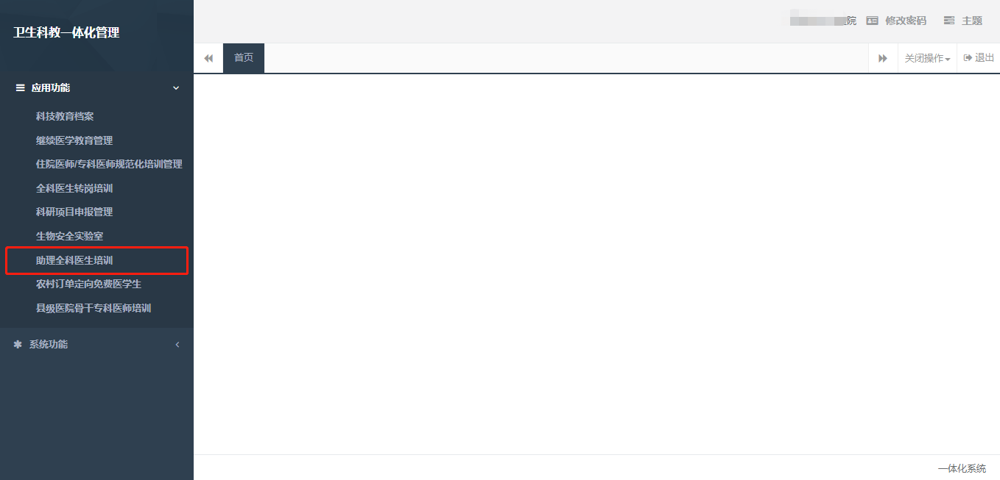 卫生科教一体化管理
院 修改密码 主题
首页 关闭操作 退出
应用功能
科技教育档案
继续医学教育管理
住院医师/专科医师规范化培训管理
全科医生转岗培训
科研项目申报管理
生物安全实验室
助理全科医生培训
农村订单定向免费医学生
县级医院骨干专科医师培训
系统功能
一体化系统